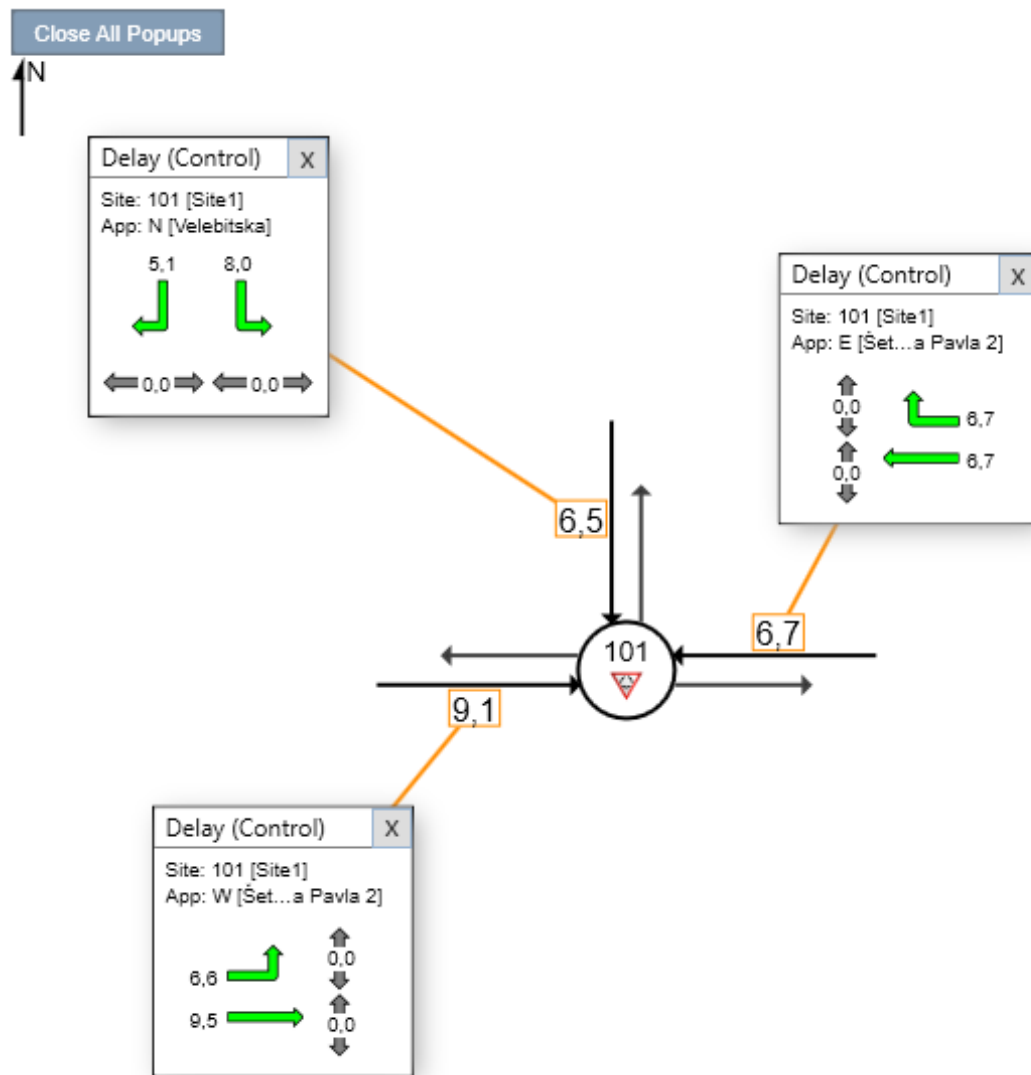 Close All Popups
N
Delay (Control) X
Site: 101 [Site1]
App: N [Velebitska]
5,1 8,0
0,0 0,0
Delay (Control) X
Site: 101 [Site1]
App: E [Šet...a Pavla 2]
0,0 6,7
0,0 6,7
6,5
6,7
101
9,1
Delay (Control) X
Site: 101 [Site1]
App: W [Šet...a Pavla 2]
6,6 0,0
9,5 0,0